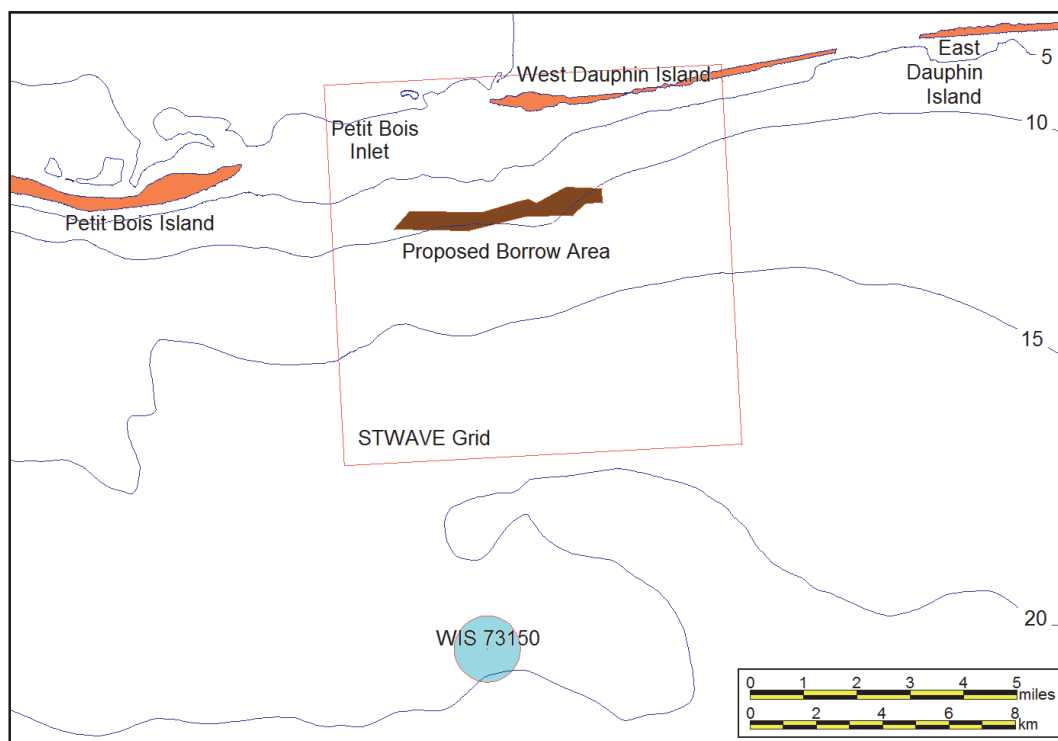 West Dauphin Island
East
Dauphin
Island
5
Petit Bois
Inlet
10
Petit Bois Island
Proposed Borrow Area
15
STWAVE Grid
20
WIS 73150
0 1 2 3 4 5
miles
0 2 4 6 8
km